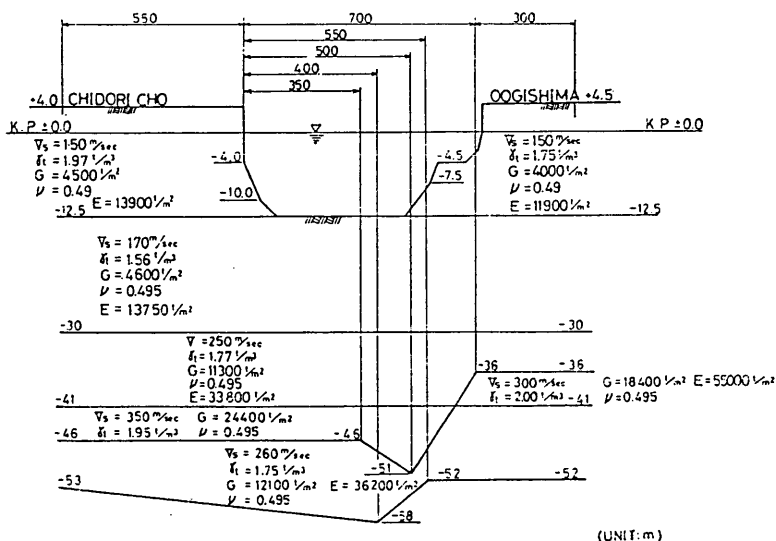 550 700 300
550
500
400
350
+4.0 CHIDORI CHO
OOGISHIMA +4.5
K.P ±0.0
K P ±0.0
V̅s = 150 m/sec
γt = 1.97 t/m³
G = 4500 t/m²
ν = 0.49
E = 13900 t/m²
-4.0
-10.0
-4.5
-7.5
V̅s = 150 m/sec
γt = 1.75 t/m³
G = 4000 t/m²
ν = 0.49
E = 11900 t/m²
-12.5
-12.5
V̅s = 170 m/sec
γt = 1.56 t/m³
G = 4600 t/m²
ν = 0.495
E = 13750 t/m²
-30
-30
V̅ = 250 m/sec
γt = 1.77 t/m³
G = 11300 t/m²
ν = 0.495
E = 33800 t/m²
-36
-36
V̅s = 300 m/sec
γt = 2.00 t/m³
G = 18400 t/m² E = 55000 t/m²
ν = 0.495
-41
-41
V̅s = 350 m/sec G = 24400 t/m²
γt = 1.95 t/m³ ν = 0.495
-46
-46
V̅s = 260 m/sec
γt = 1.75 t/m³
G = 12100 t/m² E = 36200 t/m²
ν = 0.495
-51
-52
-52
-53
-58
(UNIT: m)